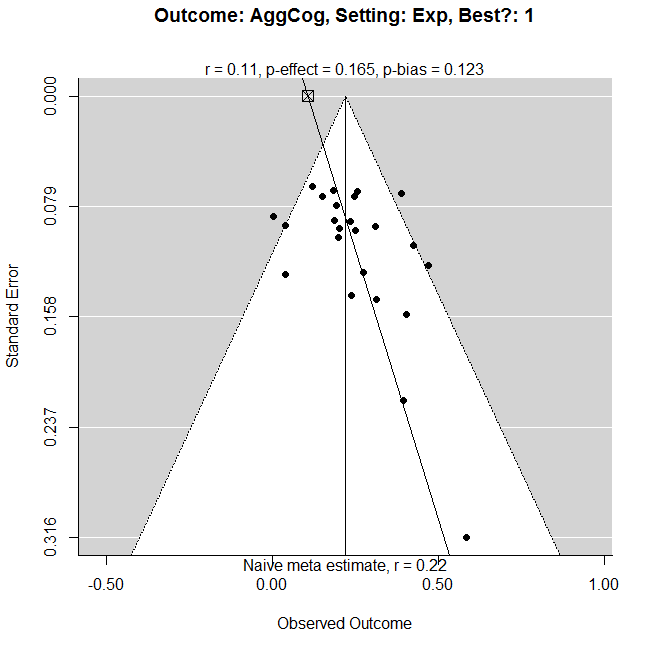 Outcome: AggCog, Setting: Exp, Best?: 1
r = 0.11, p-effect = 0.165, p-bias = 0.123
0.000
0.079
0.158
0.237
0.316
Standard Error
Naive meta estimate, r = 0.22
-0.50
0.00
0.50
1.00
Observed Outcome